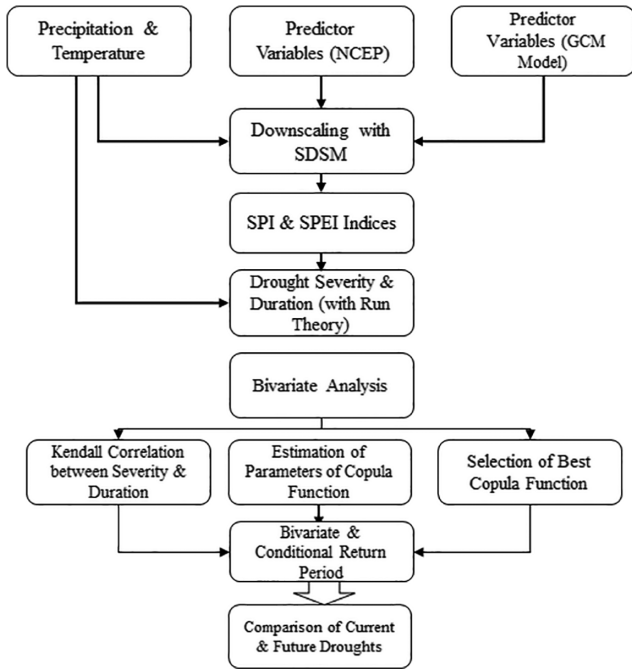 Precipitation &
Temperature
Predictor
Variables (NCEP)
Predictor
Variables (GCM
Model)
Downscaling with
SDSM
SPI & SPEI Indices
Drought Severity &
Duration (with Run
Theory)
Bivariate Analysis
Kendall Correlation
between Severity &
Duration
Estimation of
Parameters of Copula
Function
Selection of Best
Copula Function
Bivariate &
Conditional Return
Period
Comparison of Current
& Future Droughts